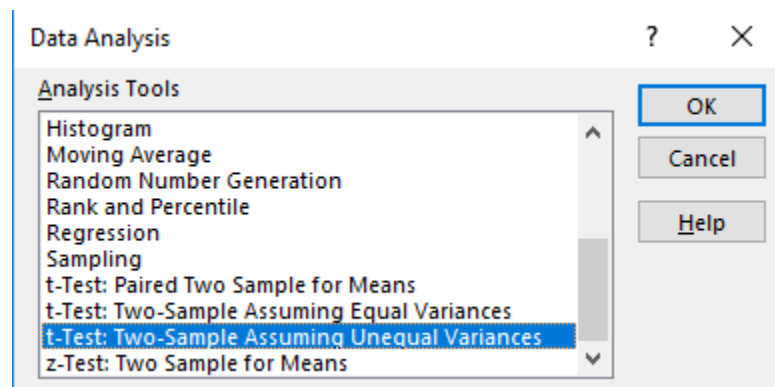 Data Analysis ? ×
Analysis Tools
Histogram
Moving Average
Random Number Generation
Rank and Percentile
Regression
Sampling
t-Test: Paired Two Sample for Means
t-Test: Two-Sample Assuming Equal Variances
t-Test: Two-Sample Assuming Unequal Variances
z-Test: Two Sample for Means
OK
Cancel
Help